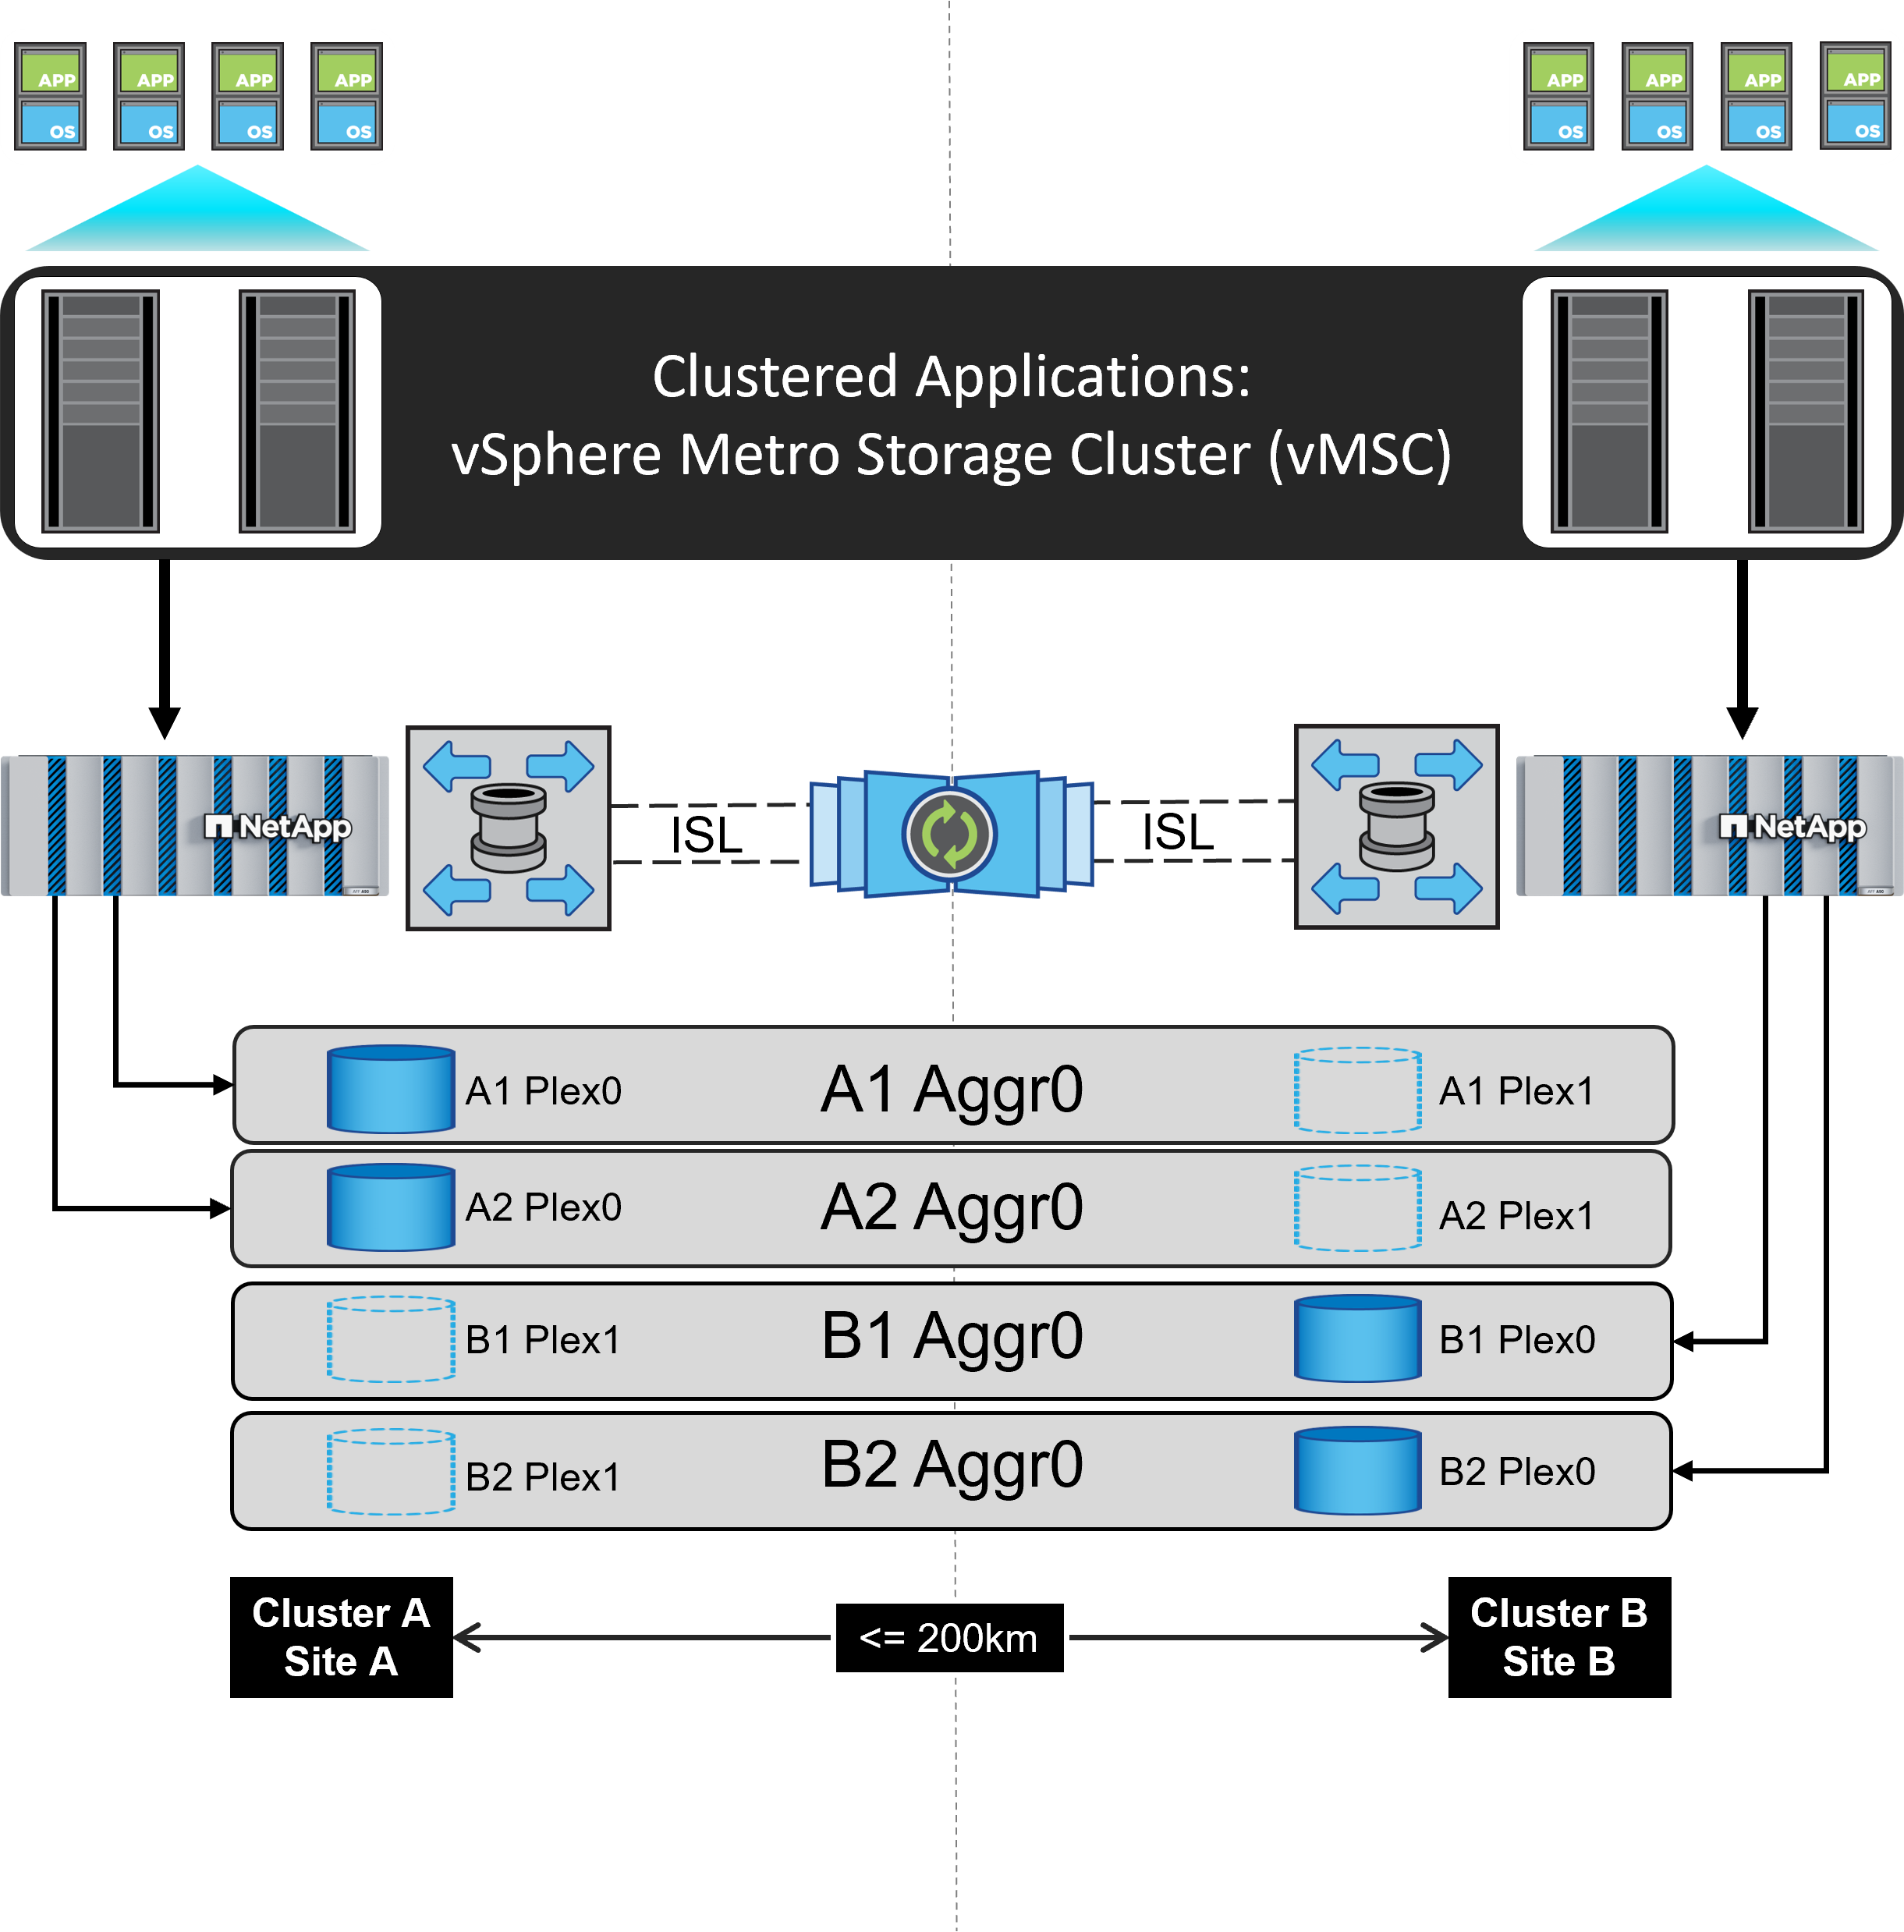 APP APP APP APP
OS OS OS OS
APP APP APP APP
OS OS OS OS
Clustered Applications:
vSphere Metro Storage Cluster (vMSC)
NetApp
ISL
ISL
NetApp
A1 Plex0 A1 Aggr0 A1 Plex1
A2 Plex0 A2 Aggr0 A2 Plex1
B1 Plex1 B1 Aggr0 B1 Plex0
B2 Plex1 B2 Aggr0 B2 Plex0
Cluster A
Site A
<= 200km
Cluster B
Site B